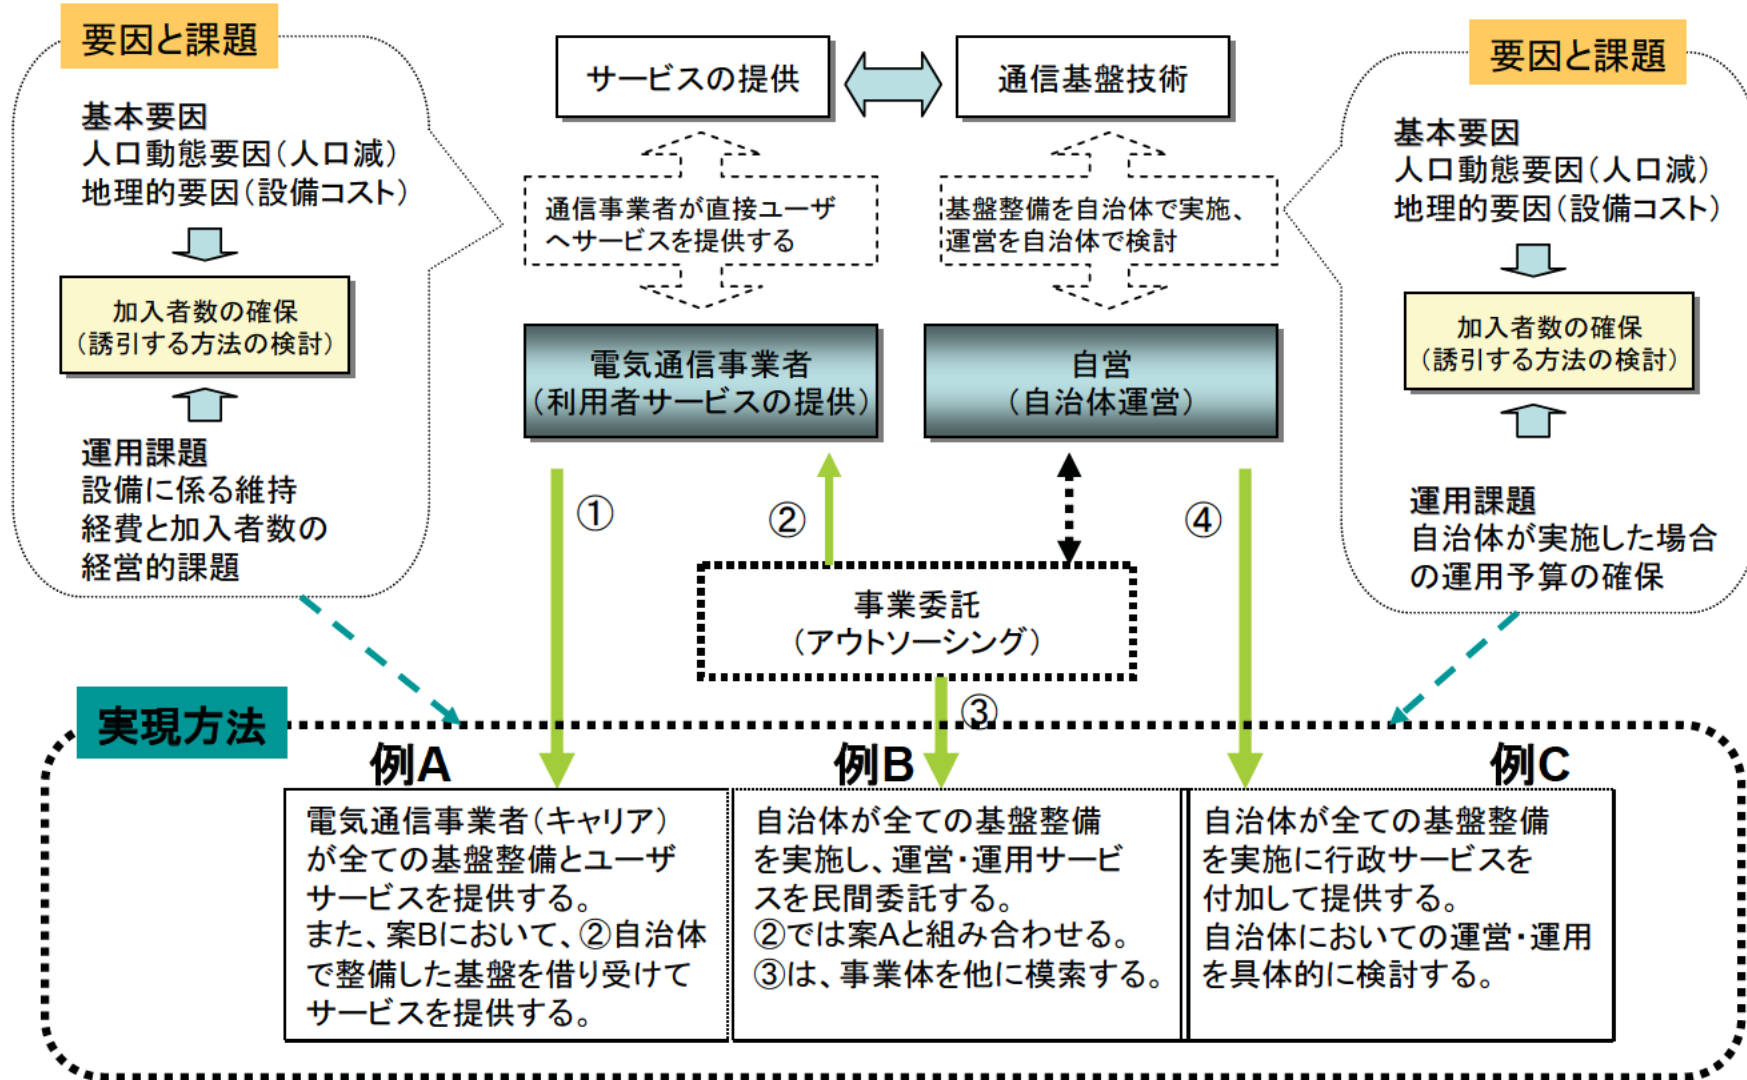 要因と課題
基本要因
人口動態要因(人口減)
地理的要因(設備コスト)
加入者数の確保
(誘引する方法の検討)
運用課題
設備に係る維持
経費と加入者数の
経営的課題
サービスの提供
通信基盤技術
通信事業者が直接ユーザ
へサービスを提供する
基盤整備を自治体で実施、
運営を自治体で検討
電気通信事業者
(利用者サービスの提供)
自営
(自治体運営)
①
②
④
事業委託
(アウトソーシング)
③
要因と課題
基本要因
人口動態要因(人口減)
地理的要因(設備コスト)
加入者数の確保
(誘引する方法の検討)
運用課題
自治体が実施した場合
の運用予算の確保
実現方法
例A
電気通信事業者(キャリア)
が全ての基盤整備とユーザ
サービスを提供する。
また、案Bにおいて、②自治体
で整備した基盤を借り受けて
サービスを提供する。
例B
自治体が全ての基盤整備
を実施し、運営・運用サービ
スを民間委託する。
②では案Aと組み合わせる。
③は、事業体を他に模索する。
例C
自治体が全ての基盤整備
を実施に行政サービスを
付加して提供する。
自治体においての運営・運用
を具体的に検討する。